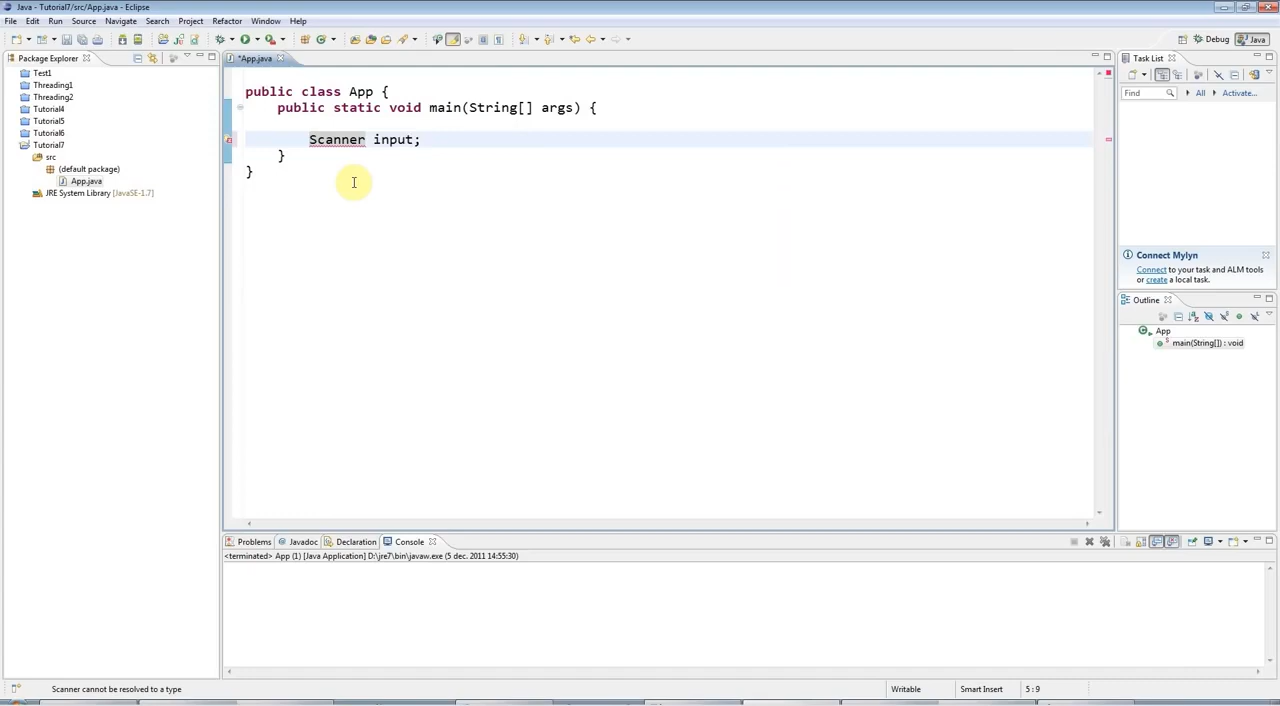 Java - Tutorial7/src/App.java - Eclipse
File Edit Run Source Navigate Search Project Refactor Window Help
Debug Java
Package Explorer
*App.java
Task List
Test1
Threading1
Threading2
Tutorial4
Tutorial5
Tutorial6
Tutorial7
src
(default package)
App.java
JRE System Library [JavaSE-1.7]
public class App {
public static void main(String[] args) {
Scanner input;
}
}
Find All Activate...
Connect Mylyn
Connect to your task and ALM tools
or create a local task.
Outline
App
main(String[]) : void
Problems Javadoc Declaration Console
<terminated> App (1) [Java Application] D:\jre7\bin\javaw.exe (5 dec. 2011 14:55:30)
Scanner cannot be resolved to a type Writable Smart Insert 5 : 9